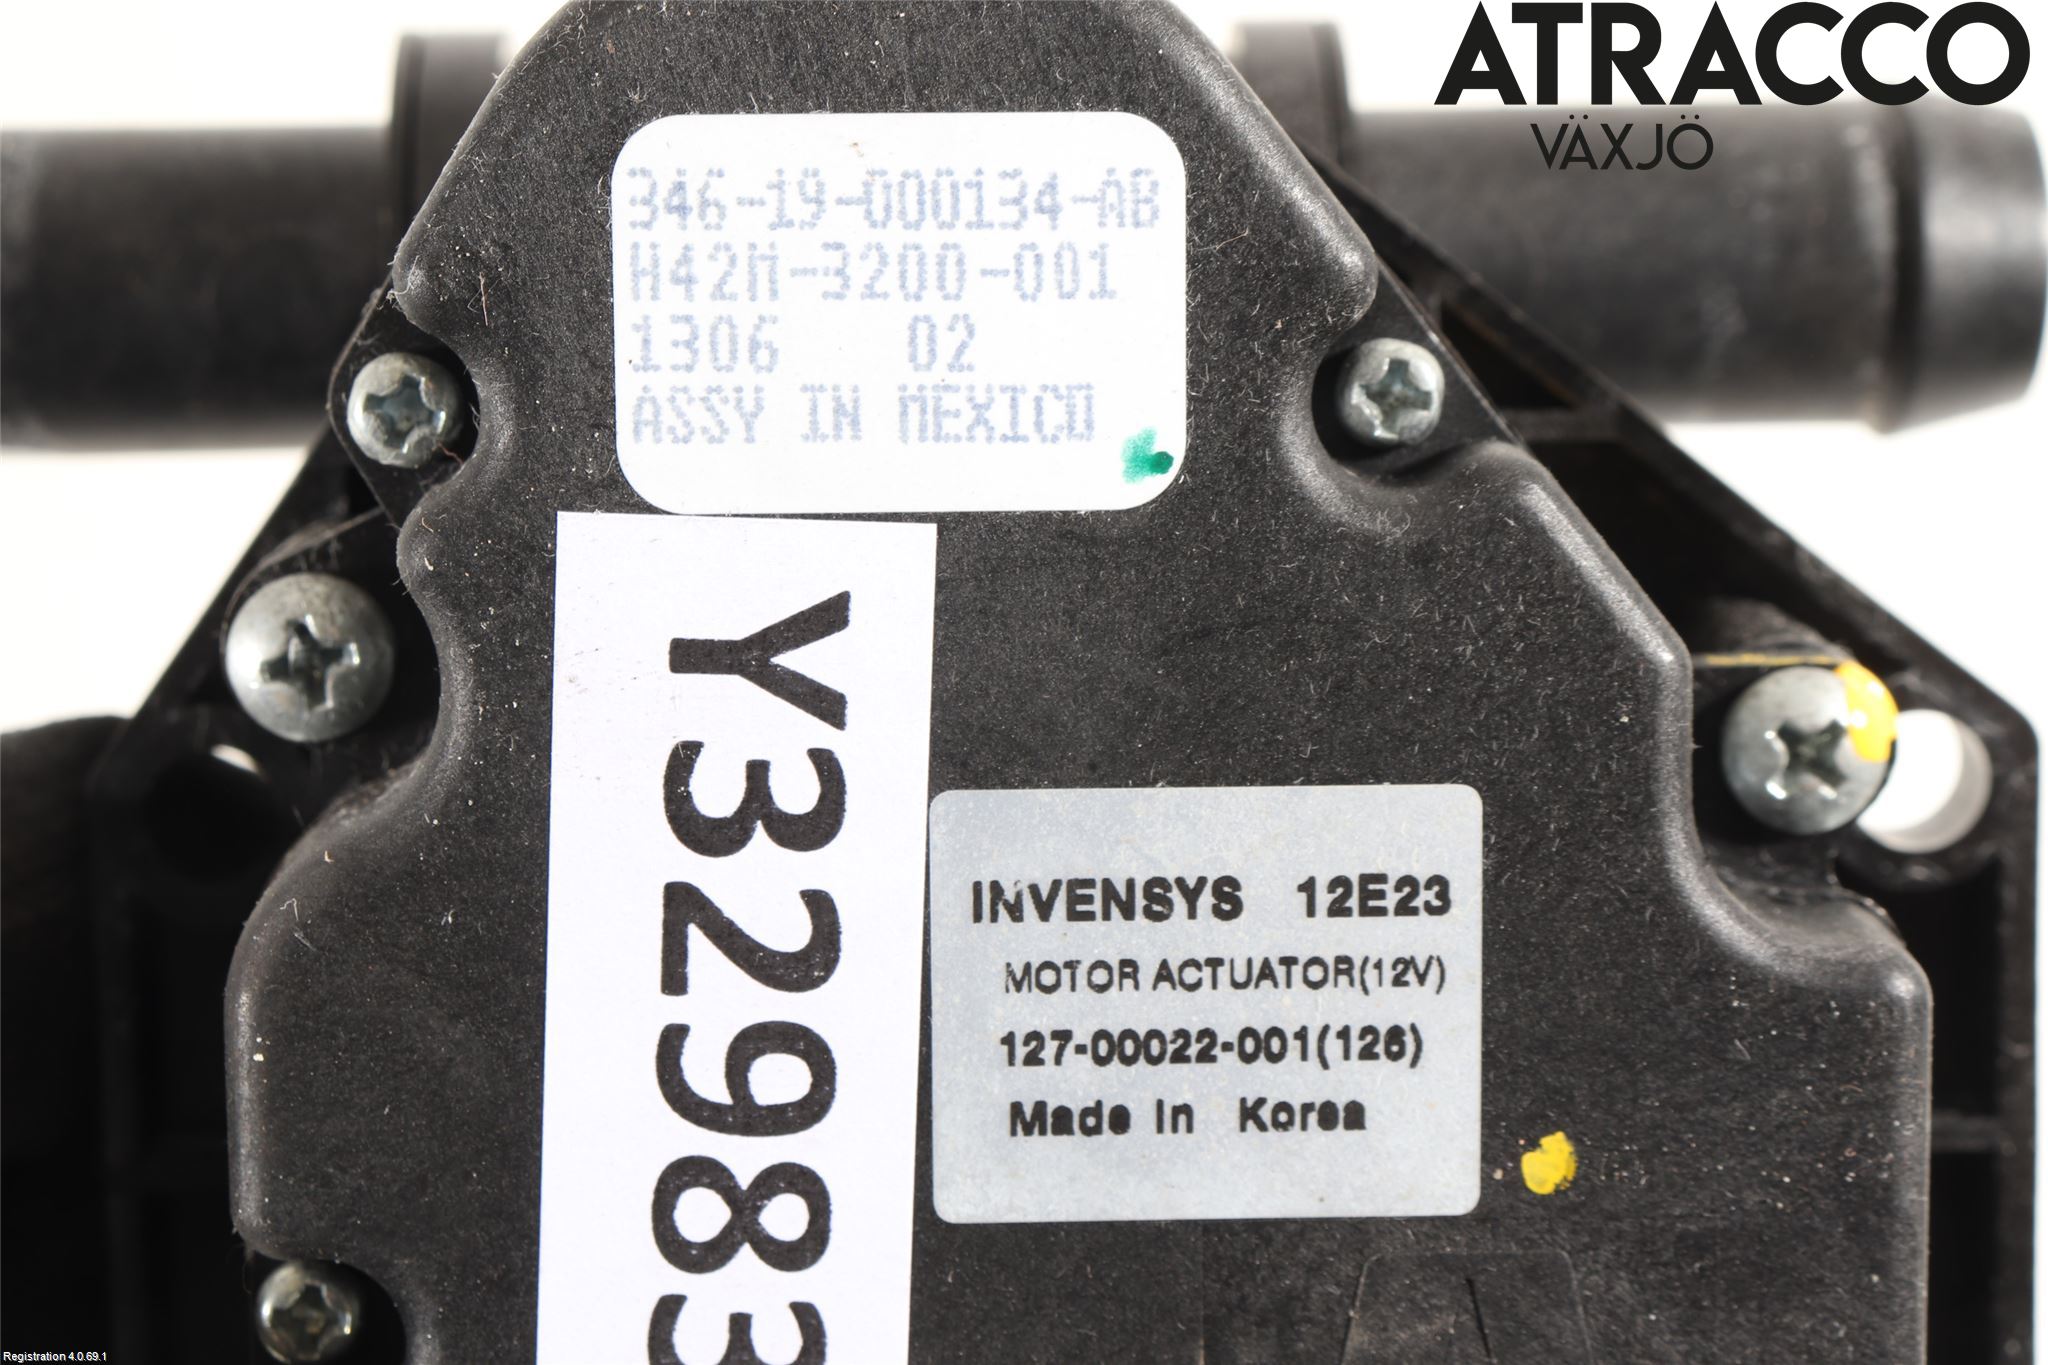 ATRACCO
VÄXJÖ
346-19-000134-AB
H42M-3200-001
1306 02
ASSY IN MEXICO
Y32983
INVENSYS 12E23
MOTOR ACTUATOR(12V)
127-00022-001(126)
Made In Korea
Registration 4.0.69.1